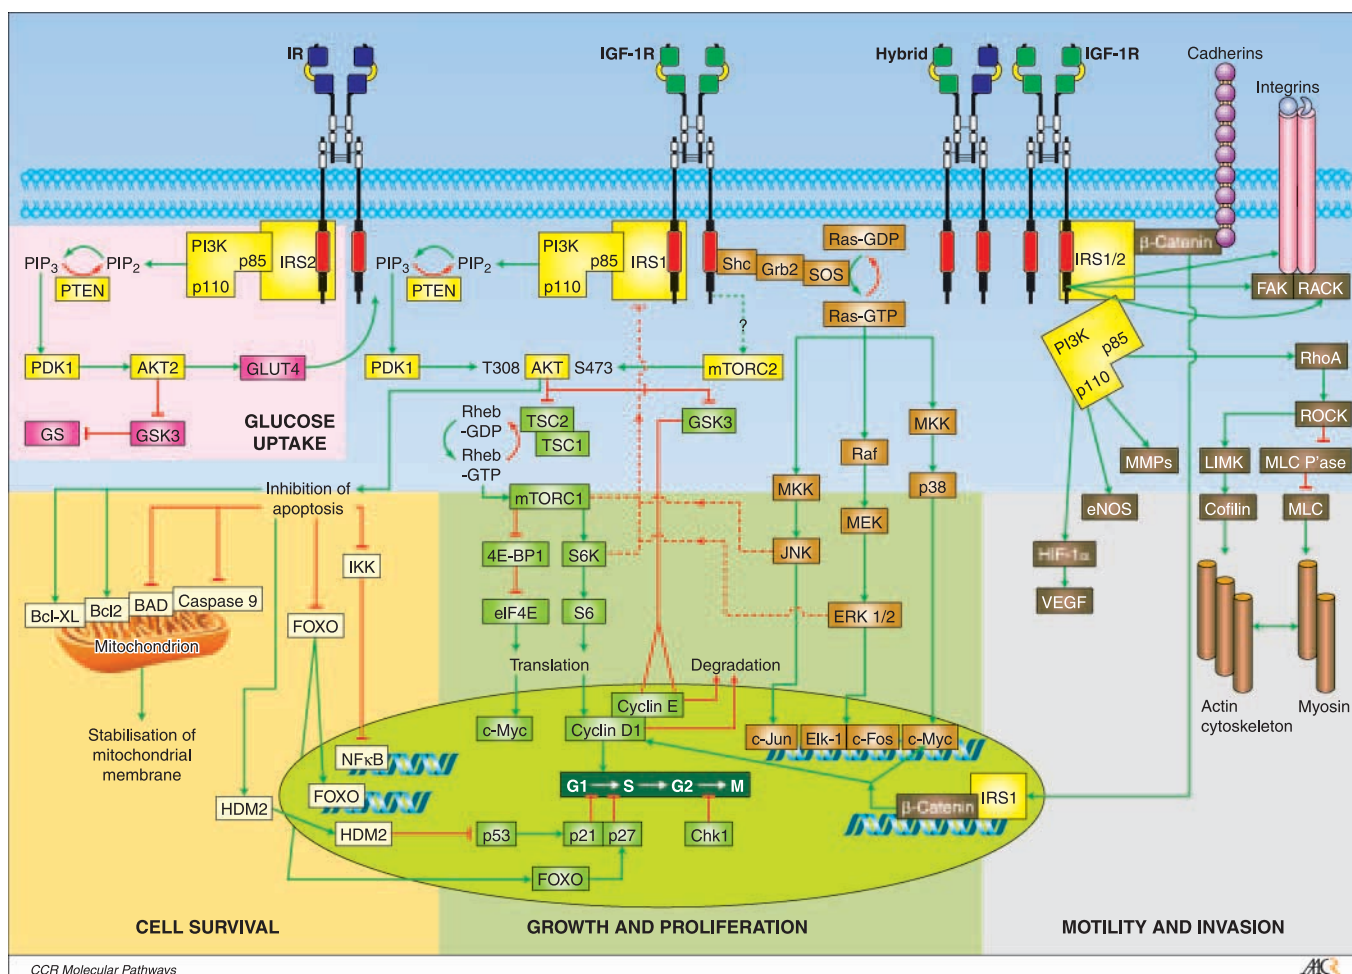 IR
IGF-1R
Hybrid
IGF-1R
Cadherins
Integrins
PI3K
p85
p110
IRS2
PIP3
PIP2
PTEN
PDK1
AKT2
GLUT4
GS
GSK3
GLUCOSE
UPTAKE
PI3K
p85
p110
IRS1
PIP3
PIP2
PTEN
PDK1
T308
AKT
S473
mTORC2
?
Shc
Grb2
SOS
Ras-GDP
Ras-GTP
IRS1/2
β-Catenin
FAK
RACK
PI3K
p85
p110
RhoA
ROCK
LIMK
MLC P'ase
Cofilin
MLC
MMPs
eNOS
HIF-1α
VEGF
Actin
cytoskeleton
Myosin
Rheb
-GDP
Rheb
-GTP
TSC2
TSC1
GSK3
mTORC1
4E-BP1
S6K
eIF4E
S6
Translation
Degradation
MKK
JNK
Raf
MEK
ERK 1/2
MKK
p38
Inhibition of
apoptosis
IKK
Bcl-XL
Bcl2
BAD
Caspase 9
FOXO
Mitochondrion
Stabilisation of
mitochondrial
membrane
HDM2
c-Myc
Cyclin E
Cyclin D1
c-Jun
Elk-1
c-Fos
c-Myc
NFκB
FOXO
G1 → S → G2 → M
HDM2
p53
p21
p27
Chk1
FOXO
β-Catenin
IRS1
CELL SURVIVAL
GROWTH AND PROLIFERATION
MOTILITY AND INVASION
CCR Molecular Pathways
AACR